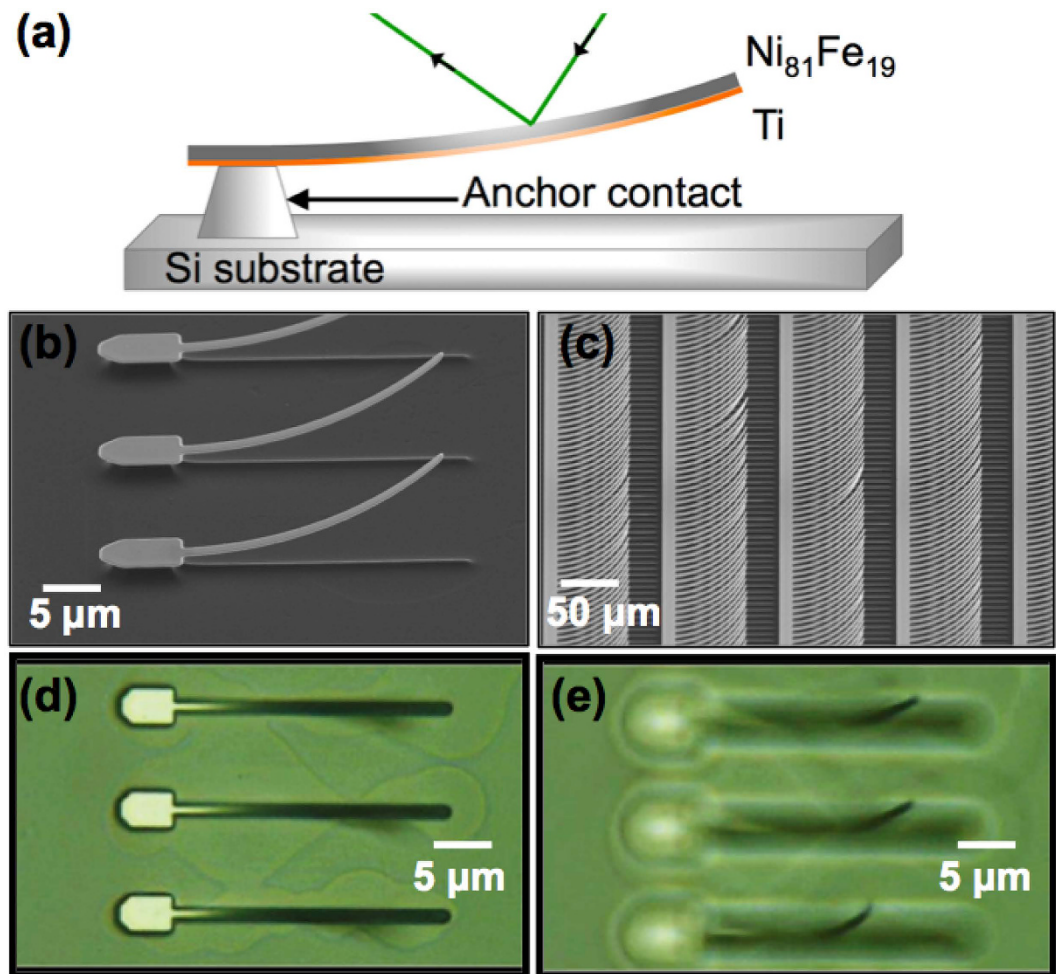 (a)
Ni₈₁Fe₁₉
Ti
Anchor contact
Si substrate
(b)
5 µm
(c)
50 µm
(d)
5 µm
(e)
5 µm